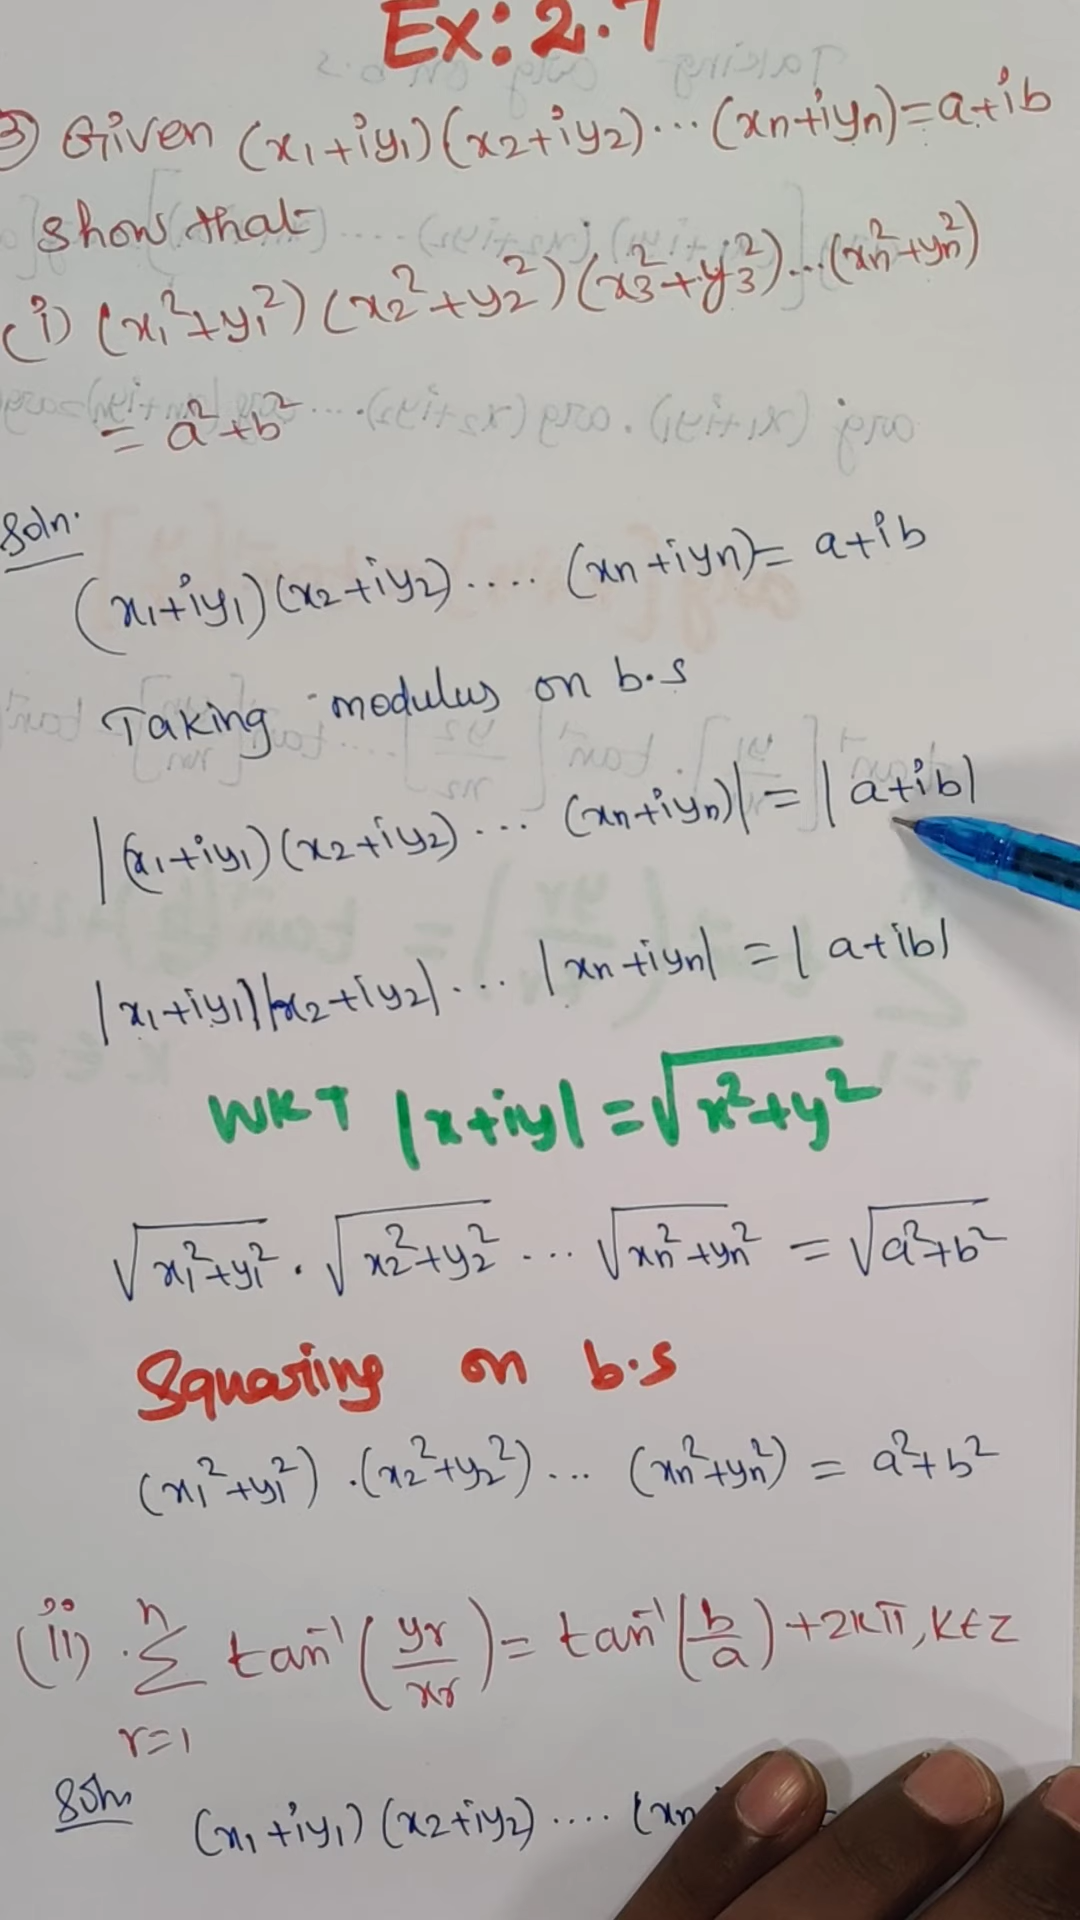 Ex: 2.7
③ Given (x₁+iy₁)(x₂+iy₂)...(xn+iyn)=a+ib
show that
(i) (x₁²+y₁²)(x₂²+y₂²)(x₃²+y₃²)...(xn²+yn²)
= a²+b²
Soln.
(x₁+iy₁)(x₂+iy₂).... (xn+iyn)= a+ib
Taking modulus on b.s
|(x₁+iy₁)(x₂+iy₂)... (xn+iyn)| = |a+ib|
|x₁+iy₁||x₂+iy₂|... |xn+iyn| = |a+ib|
WKT |x+iy| = √x²+y²
√x₁²+y₁² . √x₂²+y₂² ... √xn²+yn² = √a²+b²
Squaring on b.s
(x₁²+y₁²).(x₂²+y₂²)... (xn²+yn²) = a²+b²
(ii) . n∑r=1 tan⁻¹(yr/xr) = tan⁻¹(b/a)+2kπ, k∈Z
Soln
(x₁+iy₁)(x₂+iy₂)....(xn